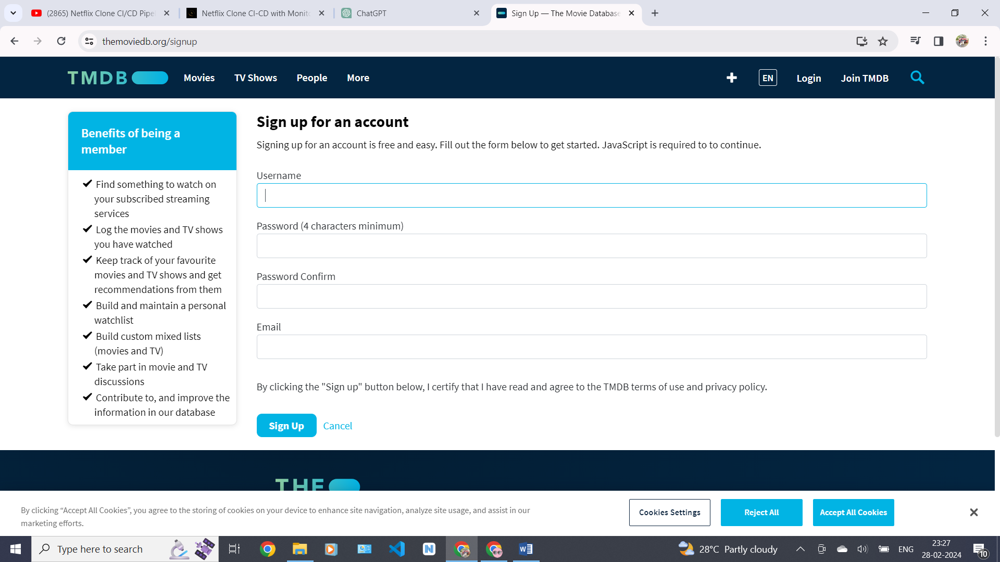 (2865) Netflix Clone CI/CD Pipel
Netflix Clone CI-CD with Monito
ChatGPT
Sign Up — The Movie Database
themoviedb.org/signup
TMDB
Movies
TV Shows
People
More
EN
Login
Join TMDB
Benefits of being a
member
Find something to watch on
your subscribed streaming
services
Log the movies and TV shows
you have watched
Keep track of your favourite
movies and TV shows and get
recommendations from them
Build and maintain a personal
watchlist
Build custom mixed lists
(movies and TV)
Take part in movie and TV
discussions
Contribute to, and improve the
information in our database
Sign up for an account
Signing up for an account is free and easy. Fill out the form below to get started. JavaScript is required to to continue.
Username
Password (4 characters minimum)
Password Confirm
Email
By clicking the "Sign up" button below, I certify that I have read and agree to the TMDB terms of use and privacy policy.
Sign Up
Cancel
THE
By clicking “Accept All Cookies”, you agree to the storing of cookies on your device to enhance site navigation, analyze site usage, and assist in our
marketing efforts.
Cookies Settings
Reject All
Accept All Cookies
Type here to search
28°C Partly cloudy
ENG
23:27
28-02-2024
10